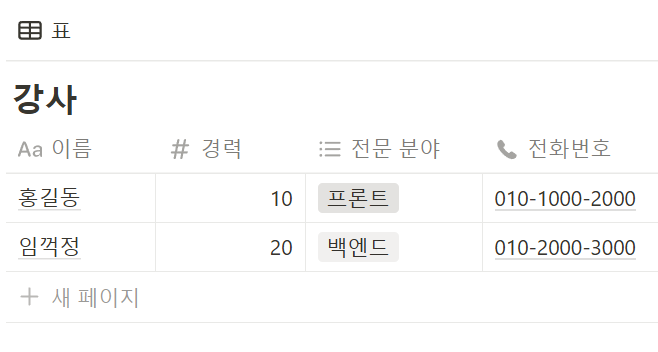 표
강사
Aa 이름 # 경력 전문 분야 전화번호
홍길동 10 프론트 010-1000-2000
임꺽정 20 백엔드 010-2000-3000
+ 새 페이지